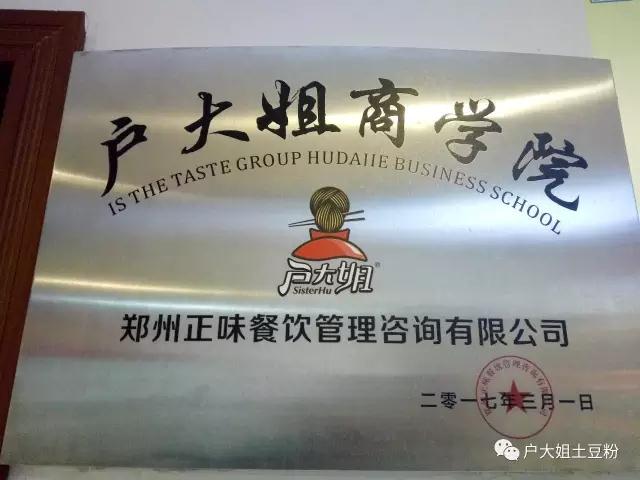 户大姐商学院
IS THE TASTE GROUP HUDAIIE BUSINESS SCHOOL
户大姐®
SisterHu
郑州正味餐饮管理咨询有限公司
二零一七年三月一日
户大姐土豆粉